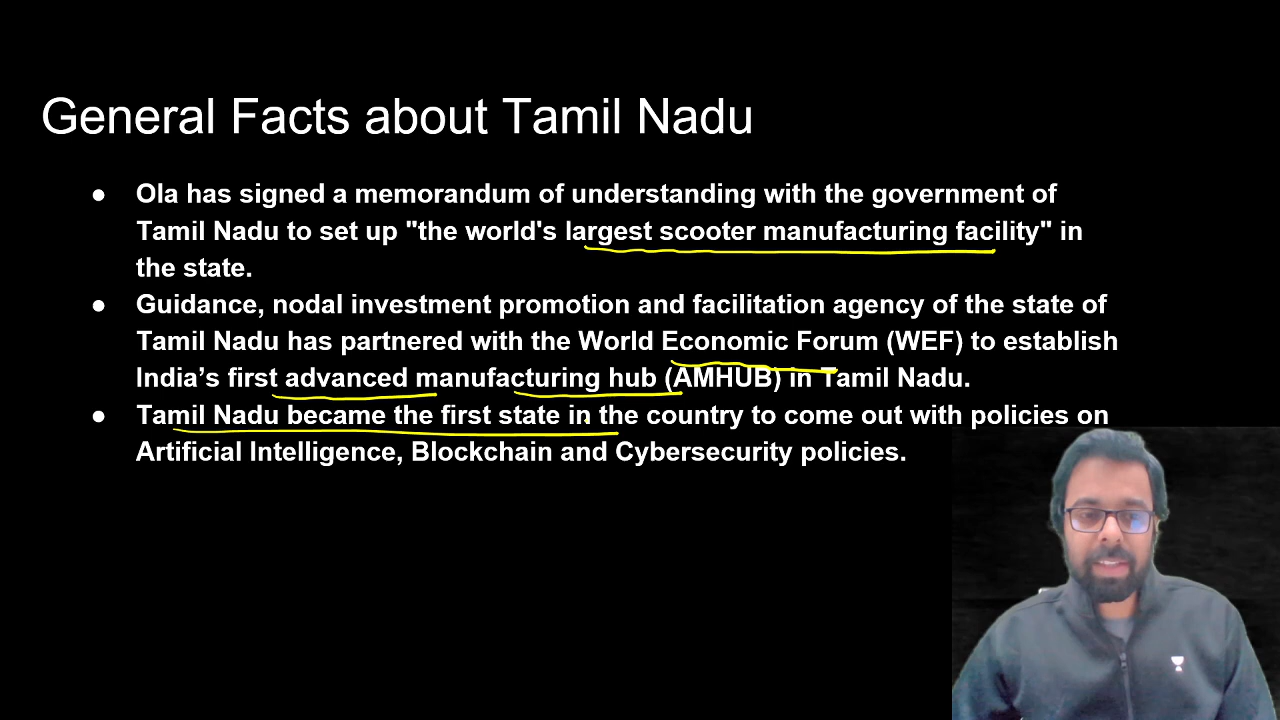 General Facts about Tamil Nadu
● Ola has signed a memorandum of understanding with the government of
Tamil Nadu to set up "the world's largest scooter manufacturing facility" in
the state.
● Guidance, nodal investment promotion and facilitation agency of the state of
Tamil Nadu has partnered with the World Economic Forum (WEF) to establish
India’s first advanced manufacturing hub (AMHUB) in Tamil Nadu.
● Tamil Nadu became the first state in the country to come out with policies on
Artificial Intelligence, Blockchain and Cybersecurity policies.